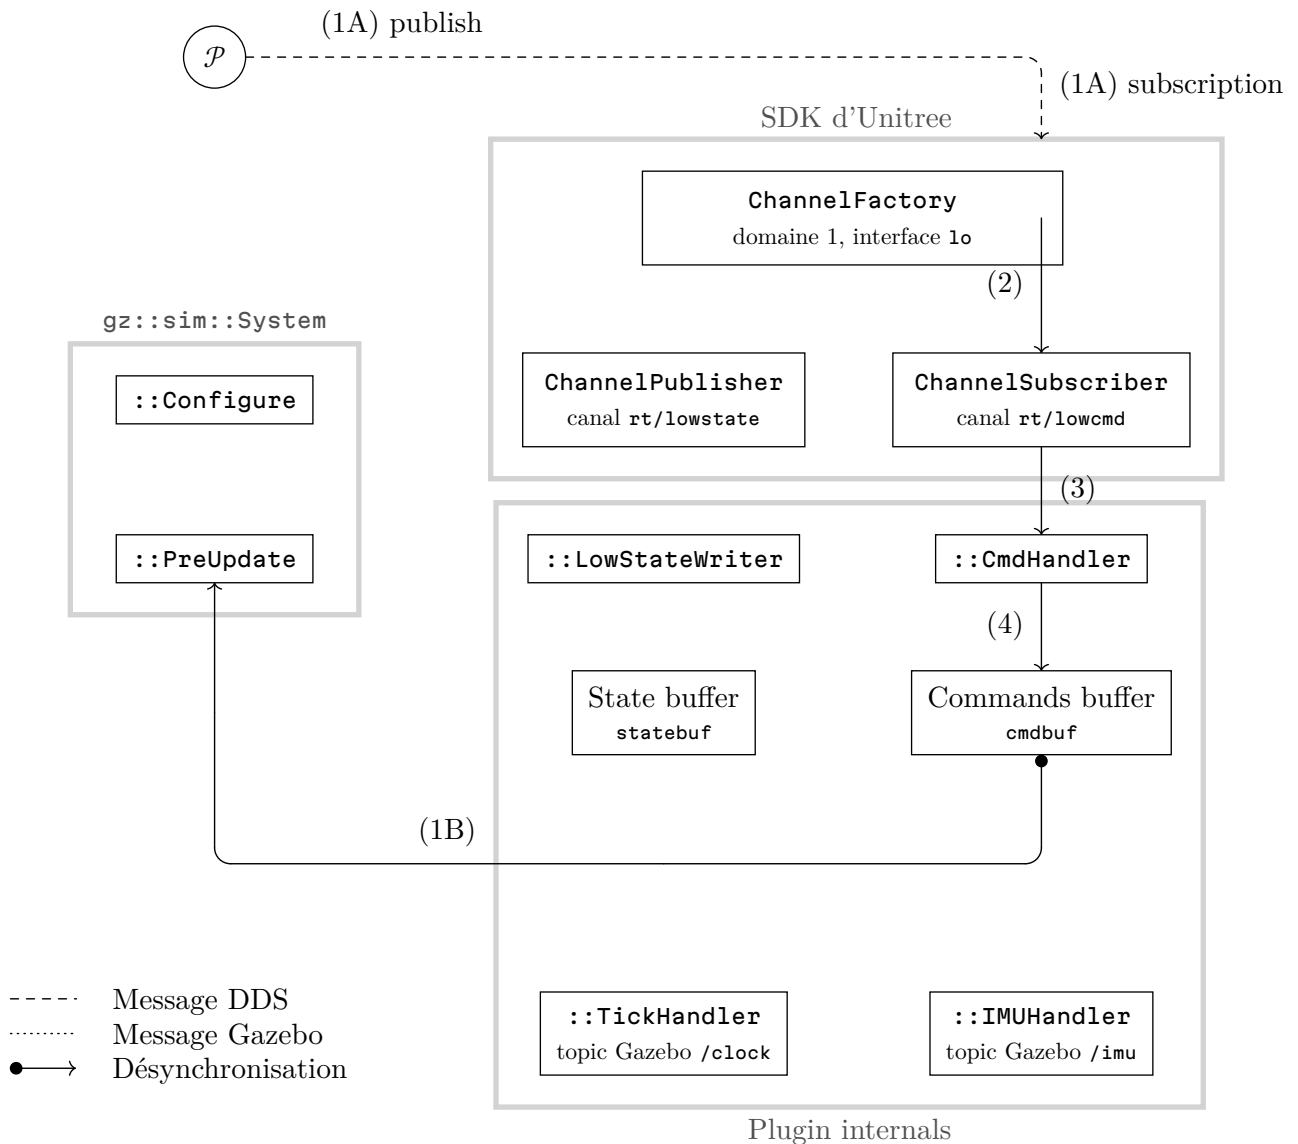 (1A) publish
𝒫
(1A) subscription
SDK d'Unitree
ChannelFactory
domaine 1, interface lo
(2)
gz::sim::System
::Configure
ChannelPublisher
canal rt/lowstate
ChannelSubscriber
canal rt/lowcmd
(3)
::PreUpdate
::LowStateWriter
::CmdHandler
(4)
State buffer
statebuf
Commands buffer
cmdbuf
(1B)
Message DDS
Message Gazebo
Désynchronisation
::TickHandler
topic Gazebo /clock
::IMUHandler
topic Gazebo /imu
Plugin internals